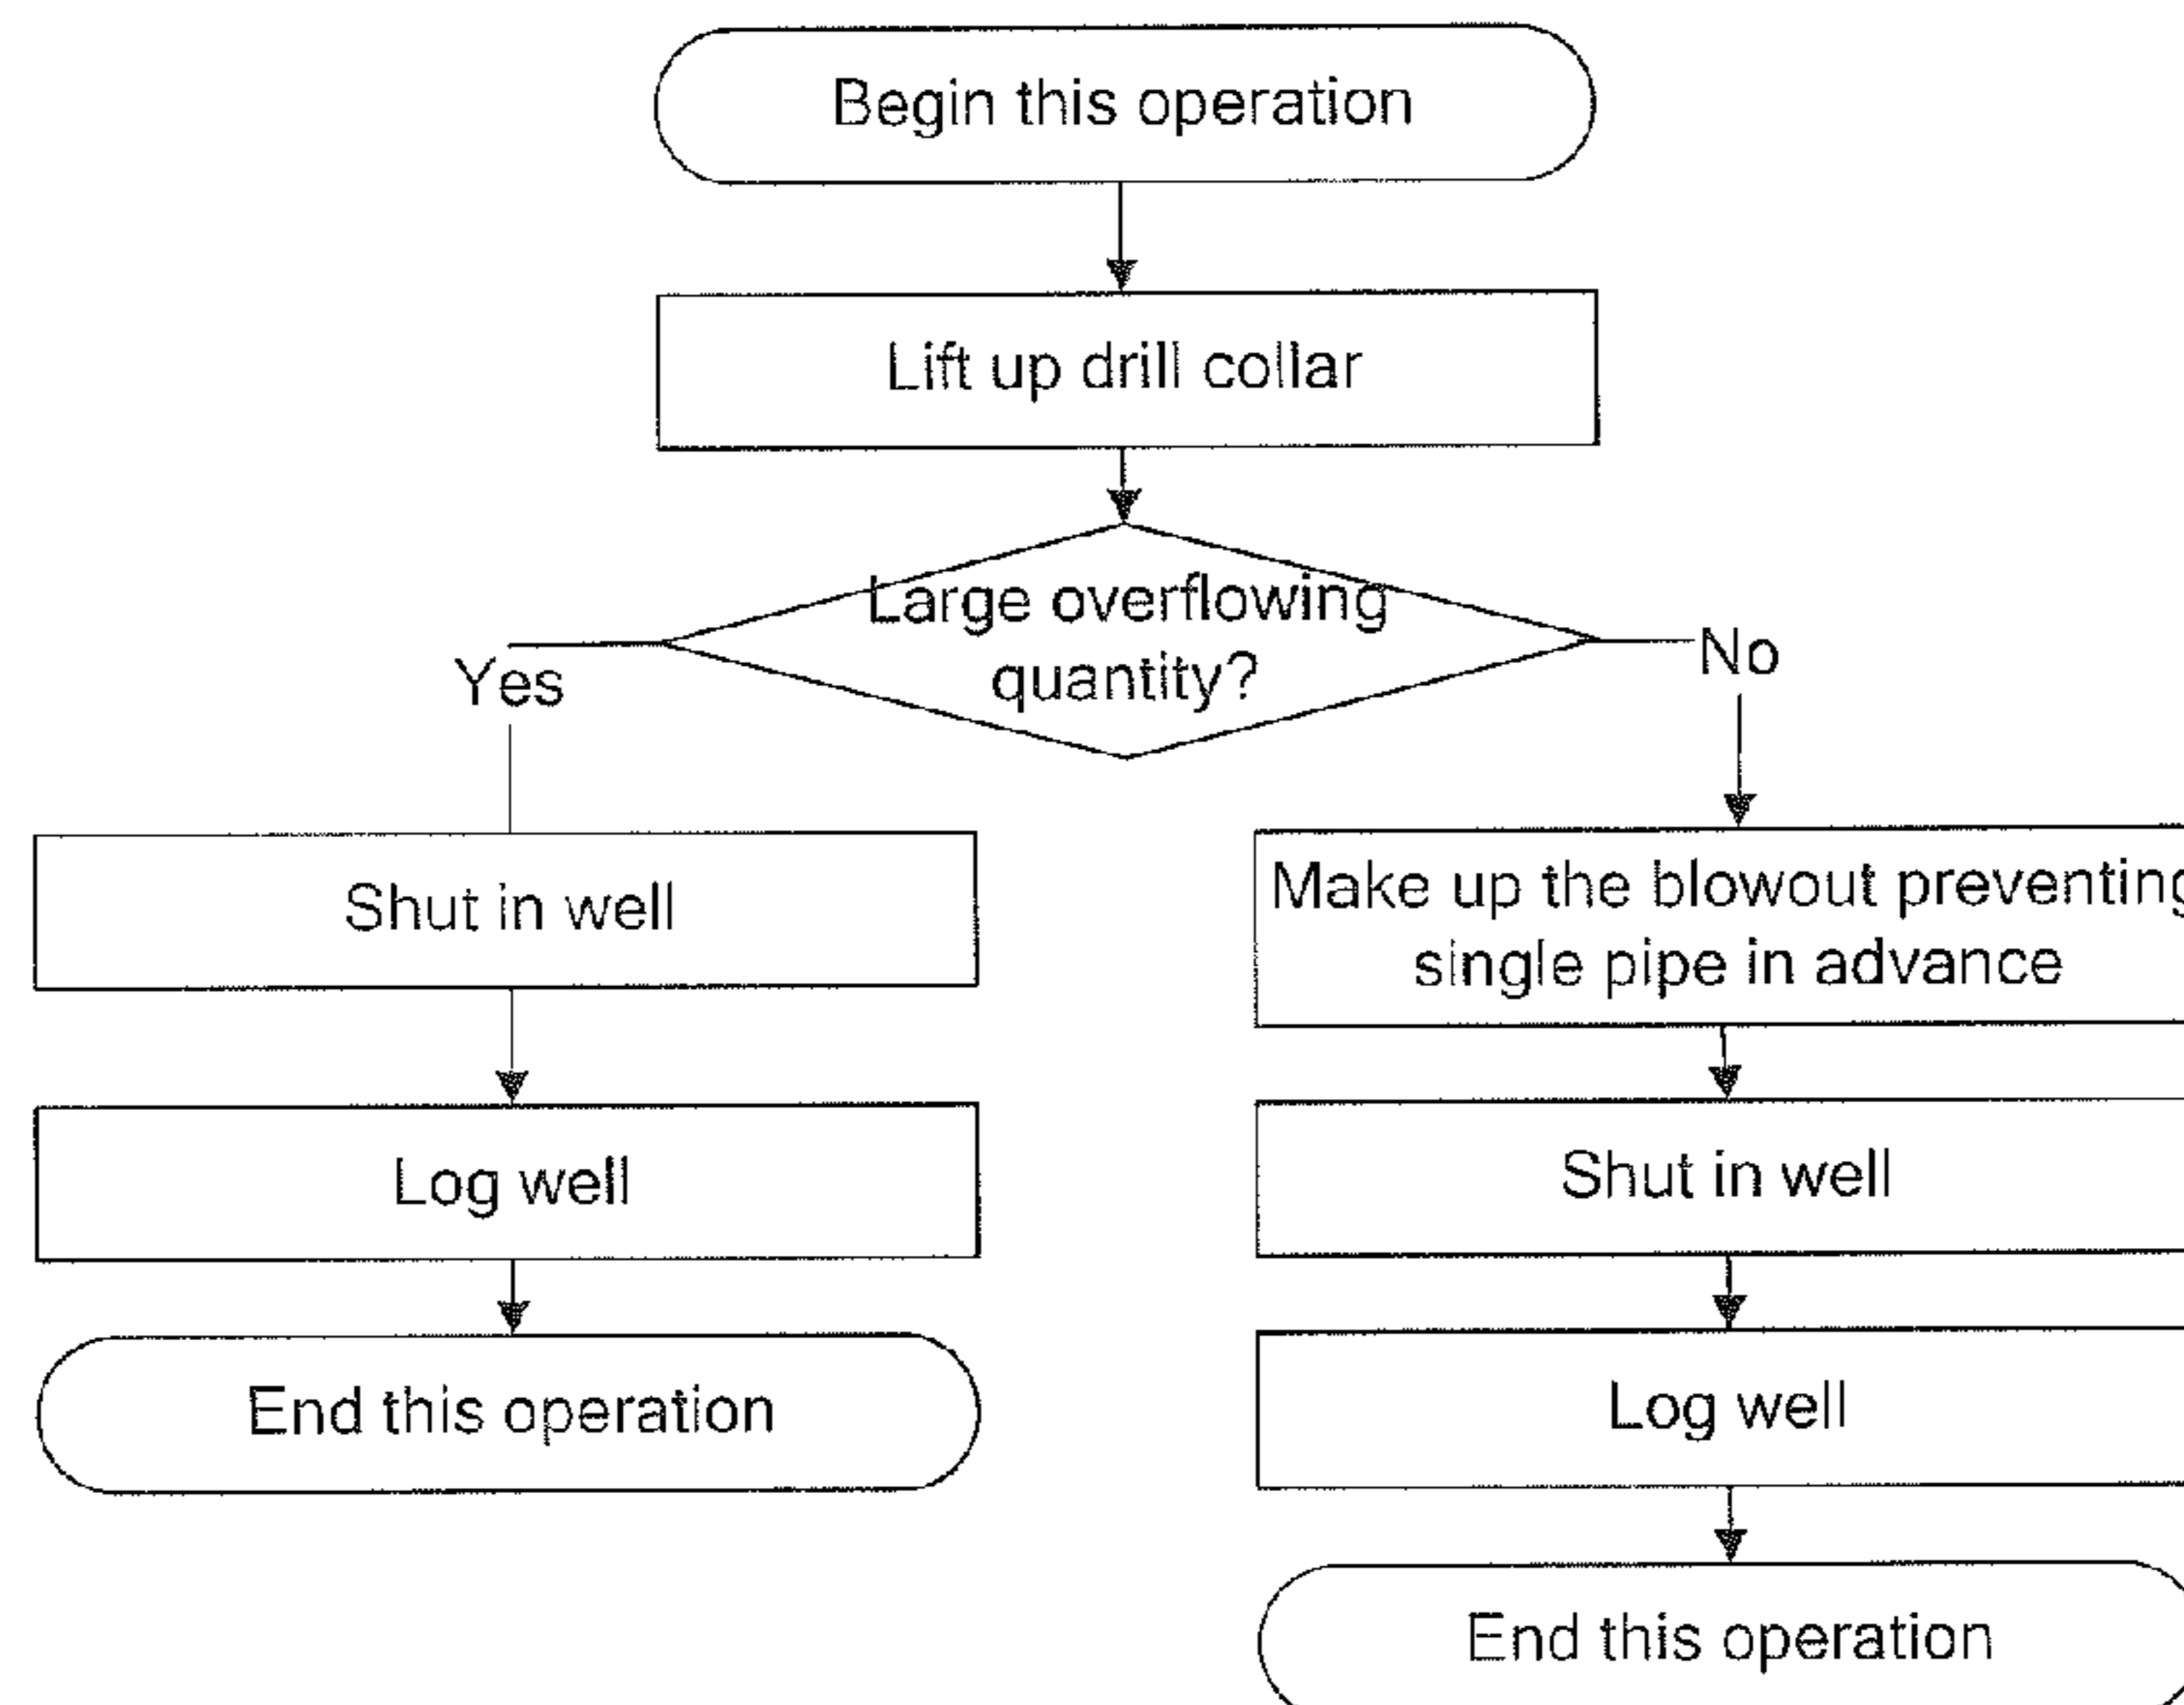 Begin this operation
Lift up drill collar
Large overflowing
quantity?
Yes
No
Shut in well
Log well
End this operation
Make up the blowout preventing
single pipe in advance
Shut in well
Log well
End this operation